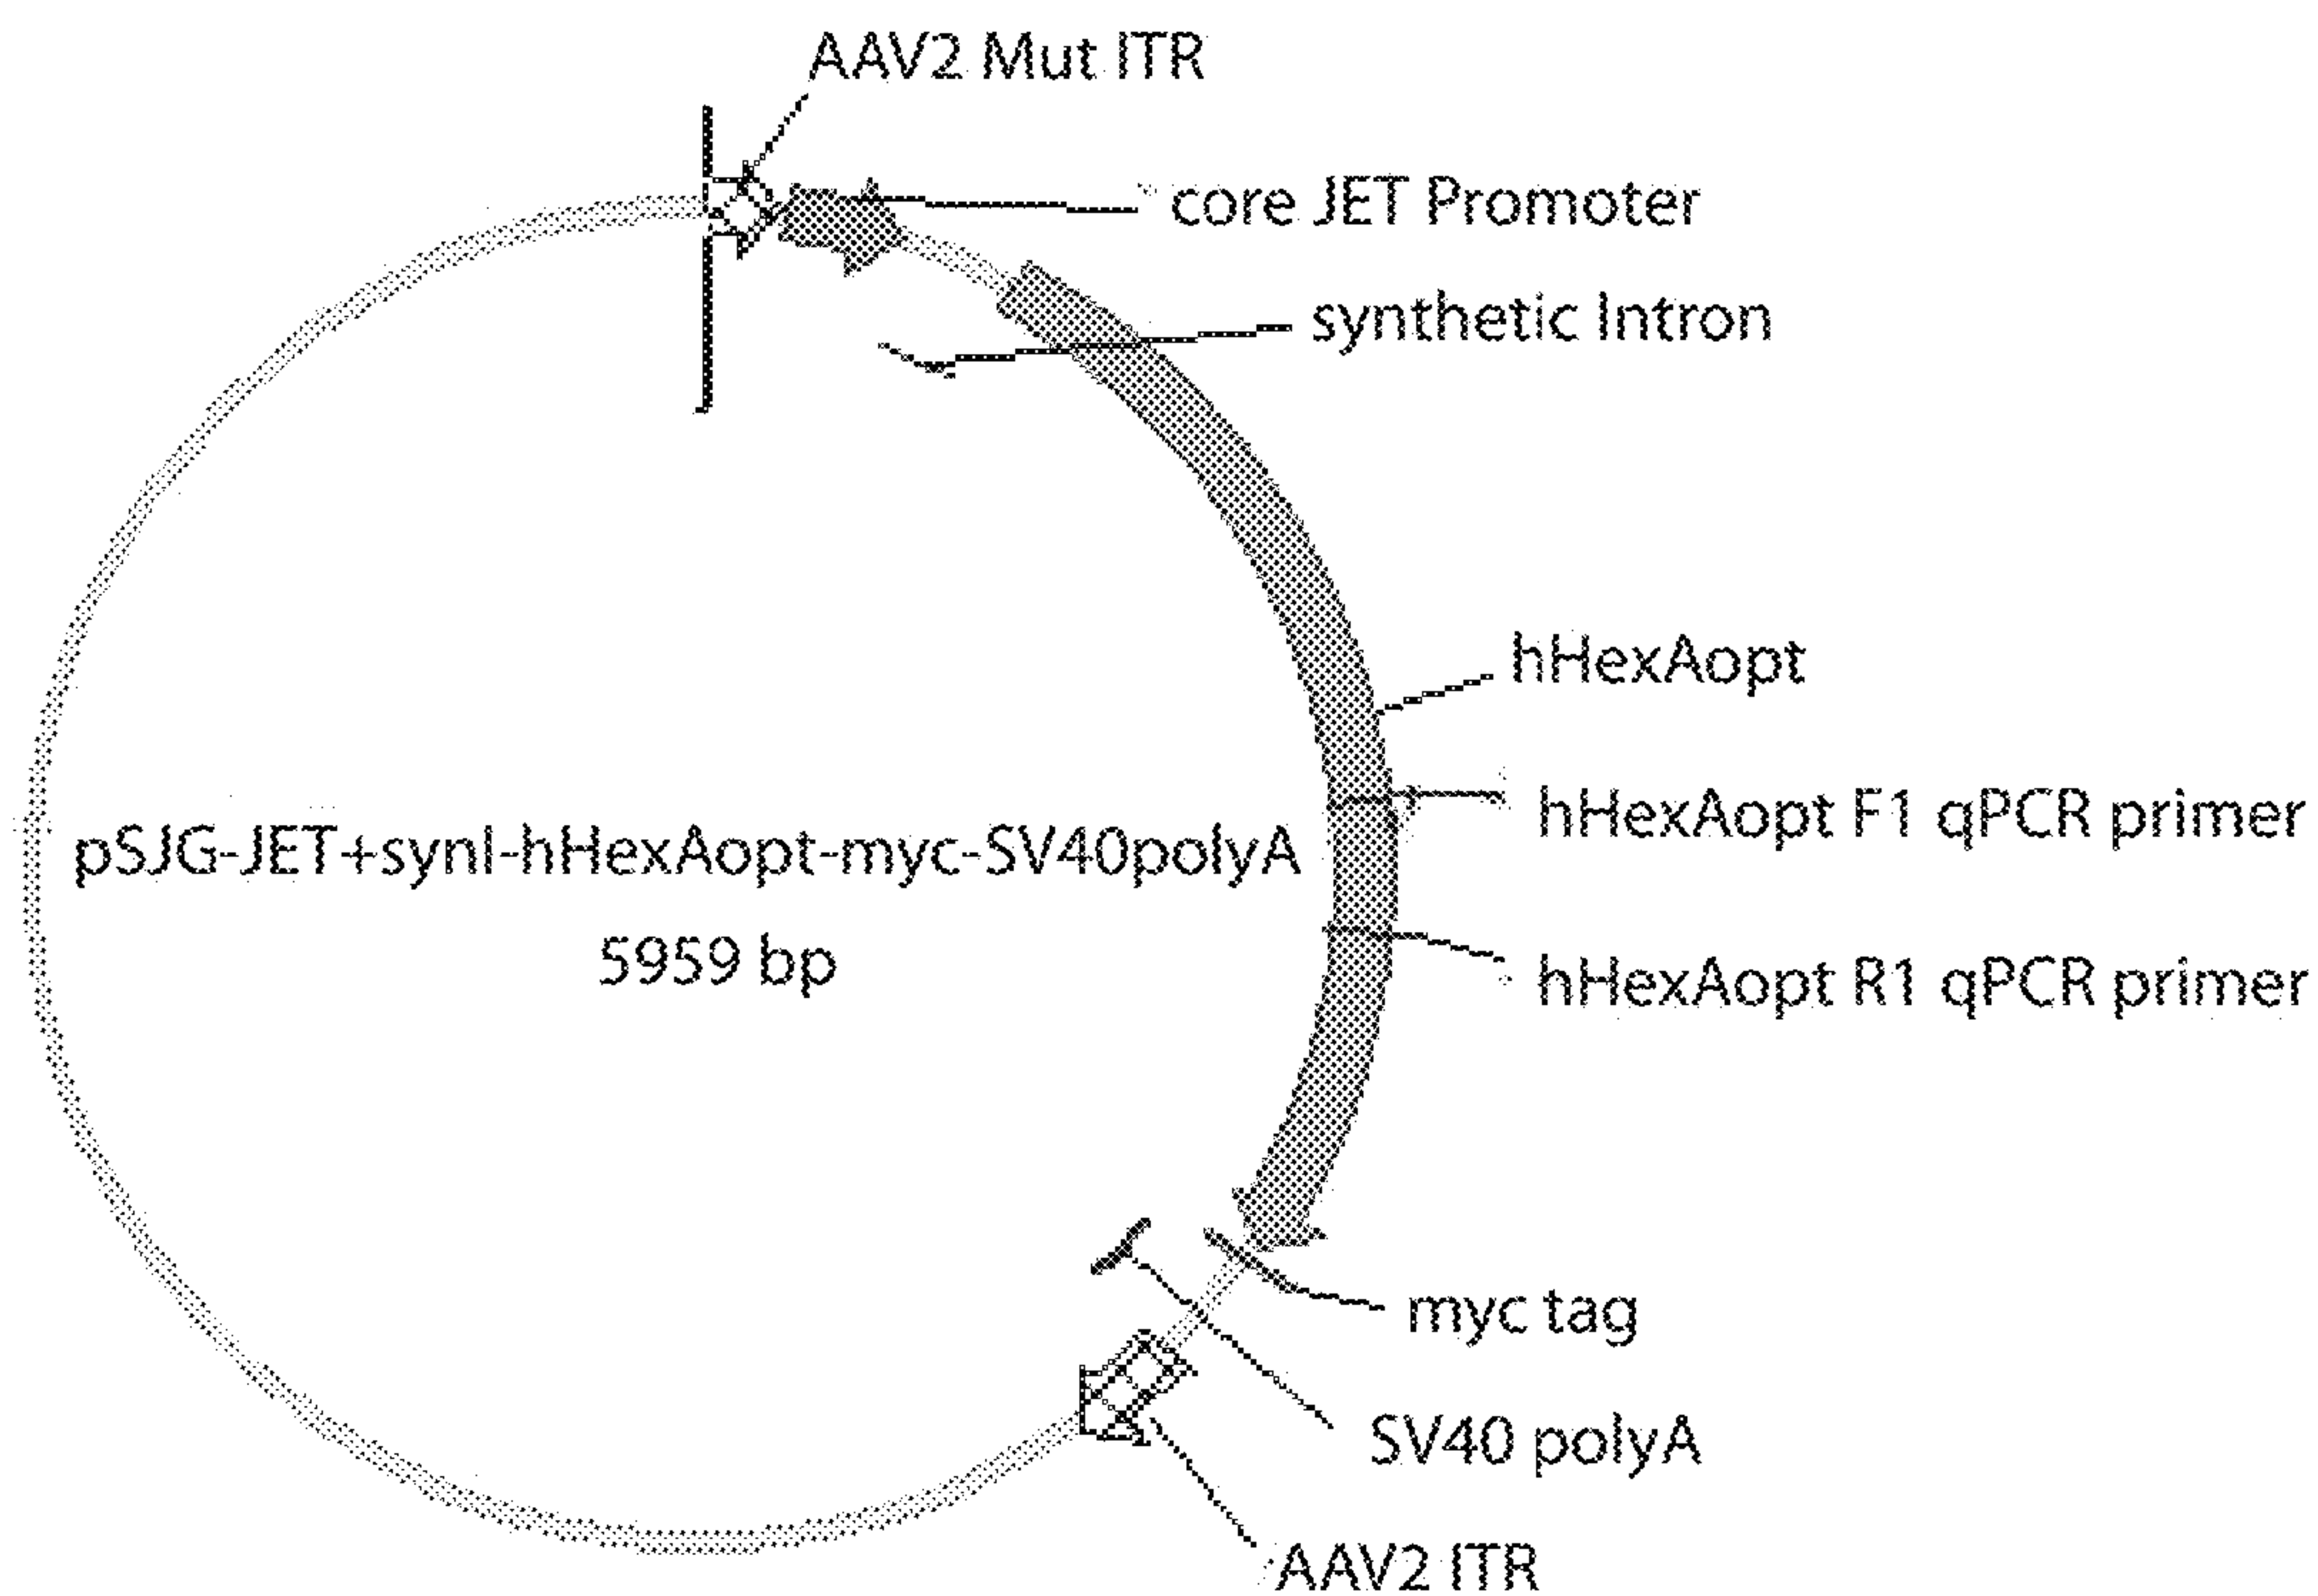 AAV2 Mut ITR
core JET Promoter
synthetic Intron
hHexAopt
hHexAopt F1 qPCR primer
pSJG-JET+synI-hHexAopt-myc-SV40polyA
5959 bp
hHexAopt R1 qPCR primer
myc tag
SV40 polyA
AAV2 ITR